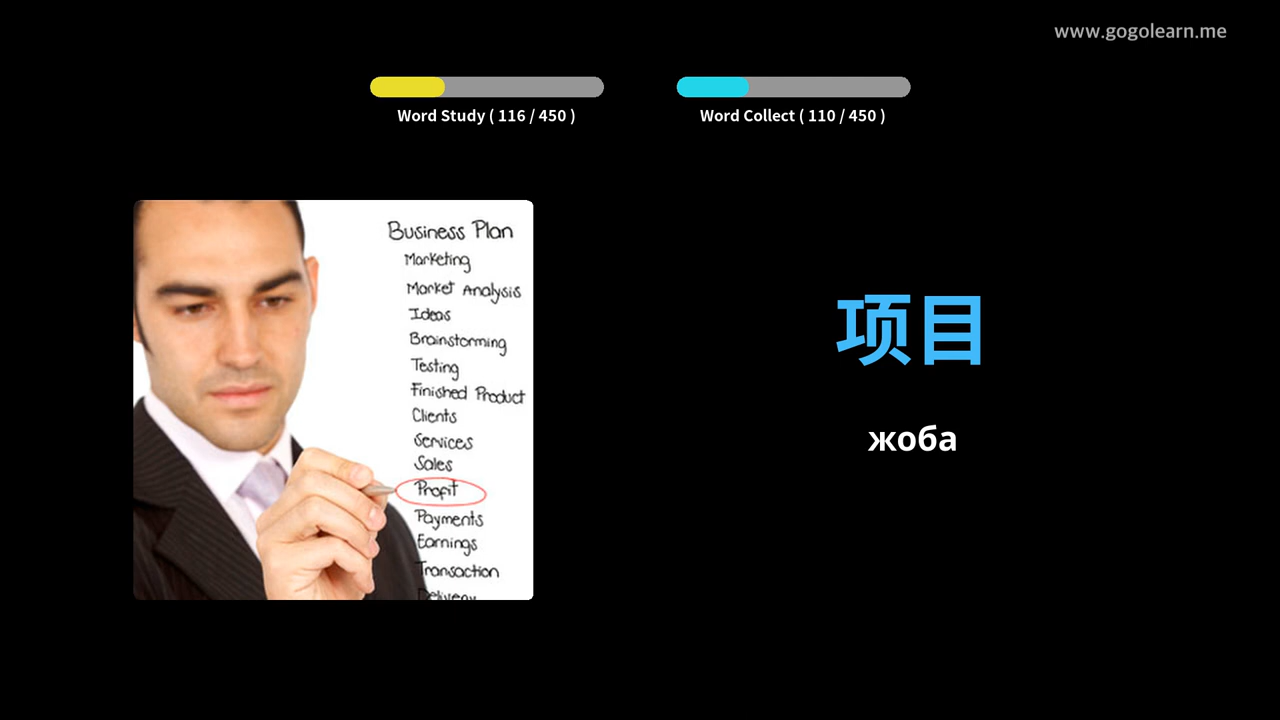 www.gogolearn.me
Word Study ( 116 / 450 )
Word Collect ( 110 / 450 )
Business Plan
Marketing
Market Analysis
Ideas
Brainstorming
Testing
Finished Product
Clients
Services
Sales
Profit
Payments
Earnings
Transaction
Delivery
项目
жоба